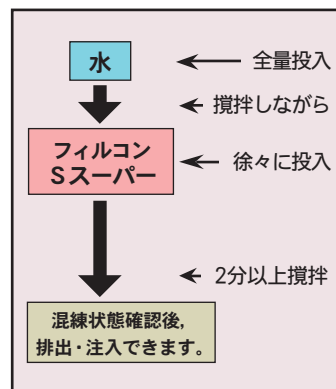 水
全量投入
撹拌しながら
フィルコン
Sスーパー
徐々に投入
2分以上撹拌
混練状態確認後,
排出・注入できます。